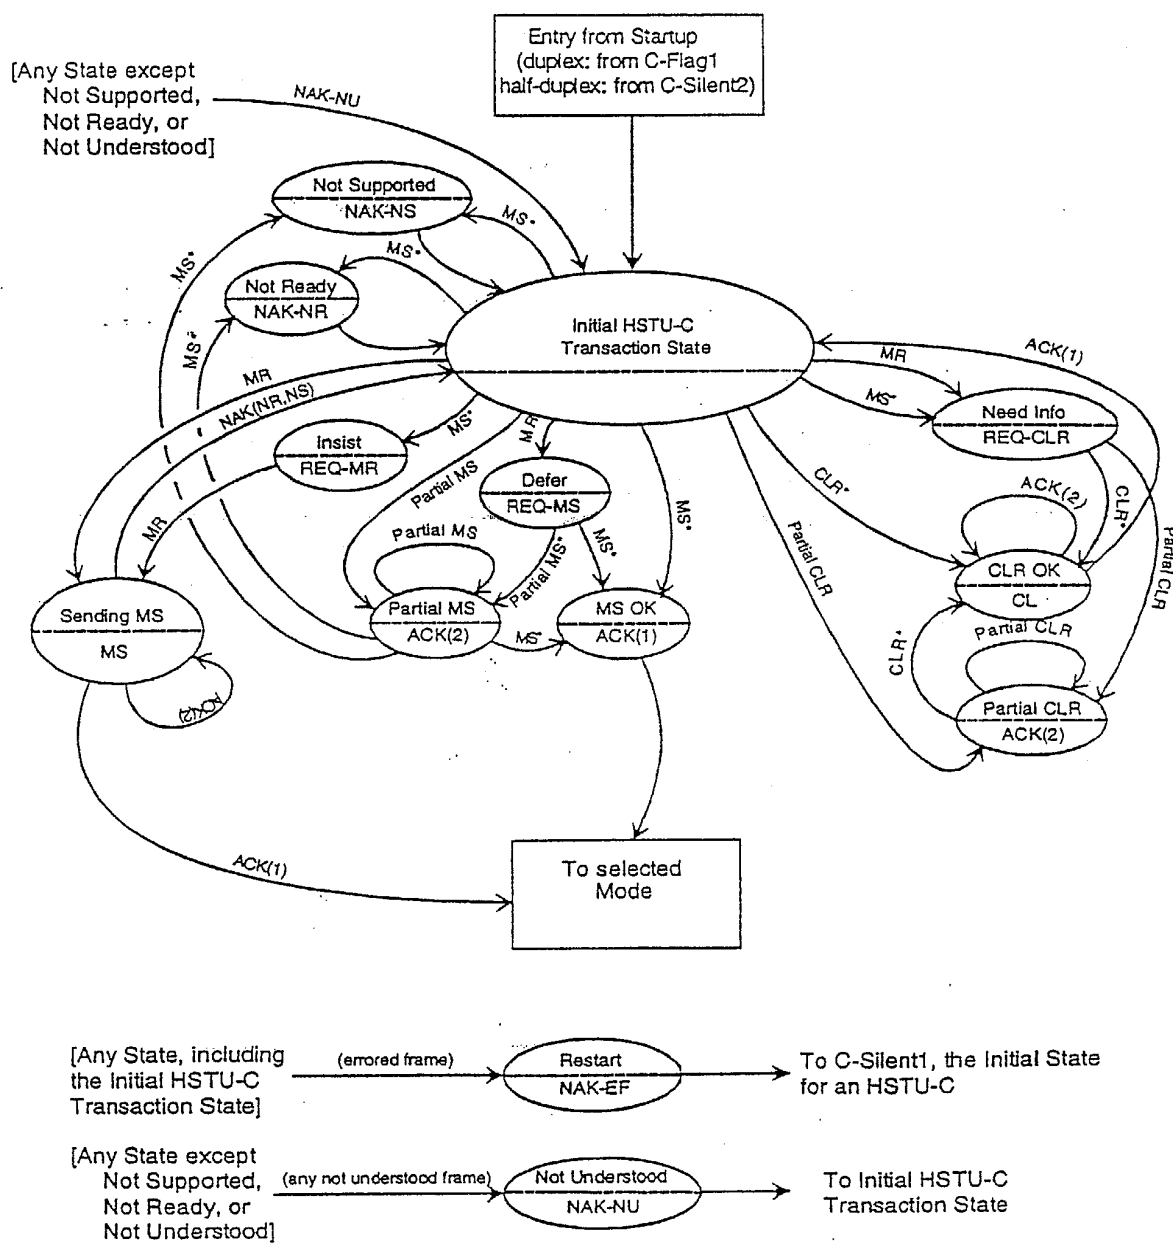 Entry from Startup
(duplex: from C-Flag1
half-duplex: from C-Silent2)
[Any State except
Not Supported,
Not Ready, or
Not Understood]
NAK-NU
Not Supported
NAK-NS
MS*
MS*
Not Ready
NAK-NR
MS*
MS*
Initial HSTU-C
Transaction State
MR
NAK(NR,NS)
ACK(1)
MR
MS*
Need Info
REQ-CLR
Insist
REQ-MR
MS*
MR
Partial MS
MR
Defer
REQ-MS
MS*
CLR*
Partial CLR
ACK(2)
CLR*
Partial CLR
MR
Partial MS
Partial MS*
MS*
CLR OK
CL
Sending MS
MS
ACK(2)
Partial MS
ACK(2)
MS*
MS OK
ACK(1)
CLR*
Partial CLR
Partial CLR
ACK(2)
ACK(1)
To selected
Mode
[Any State, including
the Initial HSTU-C
Transaction State]
(errored frame)
Restart
NAK-EF
To C-Silent1, the Initial State
for an HSTU-C
[Any State except
Not Supported,
Not Ready, or
Not Understood]
(any not understood frame)
Not Understood
NAK-NU
To Initial HSTU-C
Transaction State